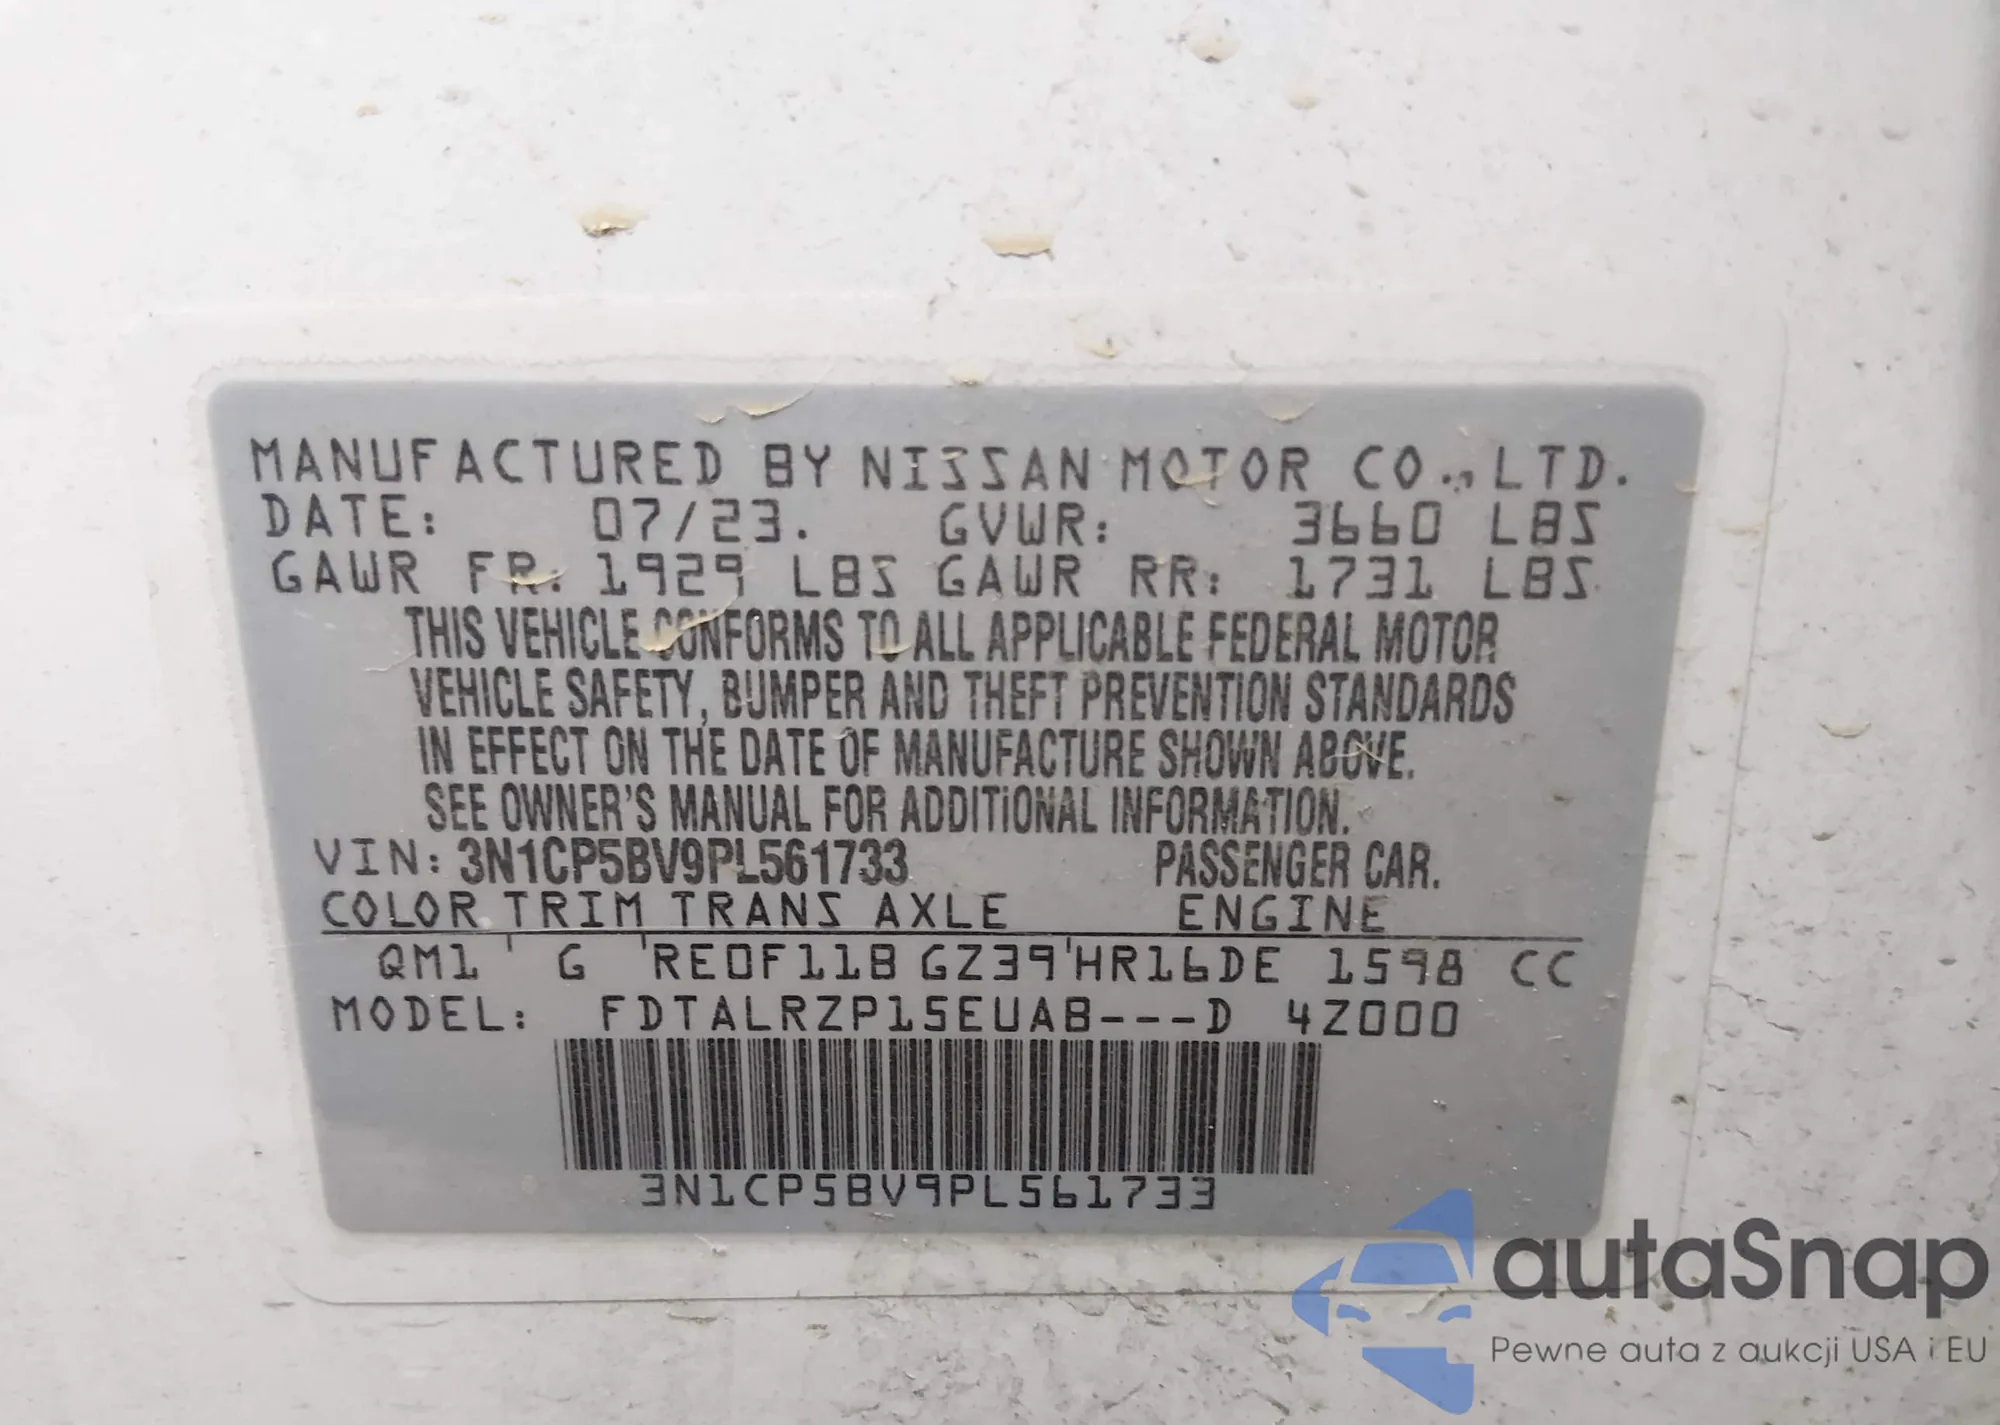 MANUFACTURED BY NISSAN MOTOR CO., LTD.
DATE: 07/23. GVWR: 3660 LBS
GAWR FR: 1929 LBS GAWR RR: 1731 LBS
THIS VEHICLE CONFORMS TO ALL APPLICABLE FEDERAL MOTOR
VEHICLE SAFETY, BUMPER AND THEFT PREVENTION STANDARDS
IN EFFECT ON THE DATE OF MANUFACTURE SHOWN ABOVE.
SEE OWNER'S MANUAL FOR ADDITIONAL INFORMATION.
VIN: 3N1CP5BV9PL561733 PASSENGER CAR.
COLOR TRIM TRANS AXLE ENGINE
QM1 ' G 'RE0F11B GZ39'HR16DE 1598 CC
MODEL: FDTALRZP15EUAB---D 4Z000
3N1CP5BV9PL561733
autaSnap
Pewne auta z aukcji USA i EU